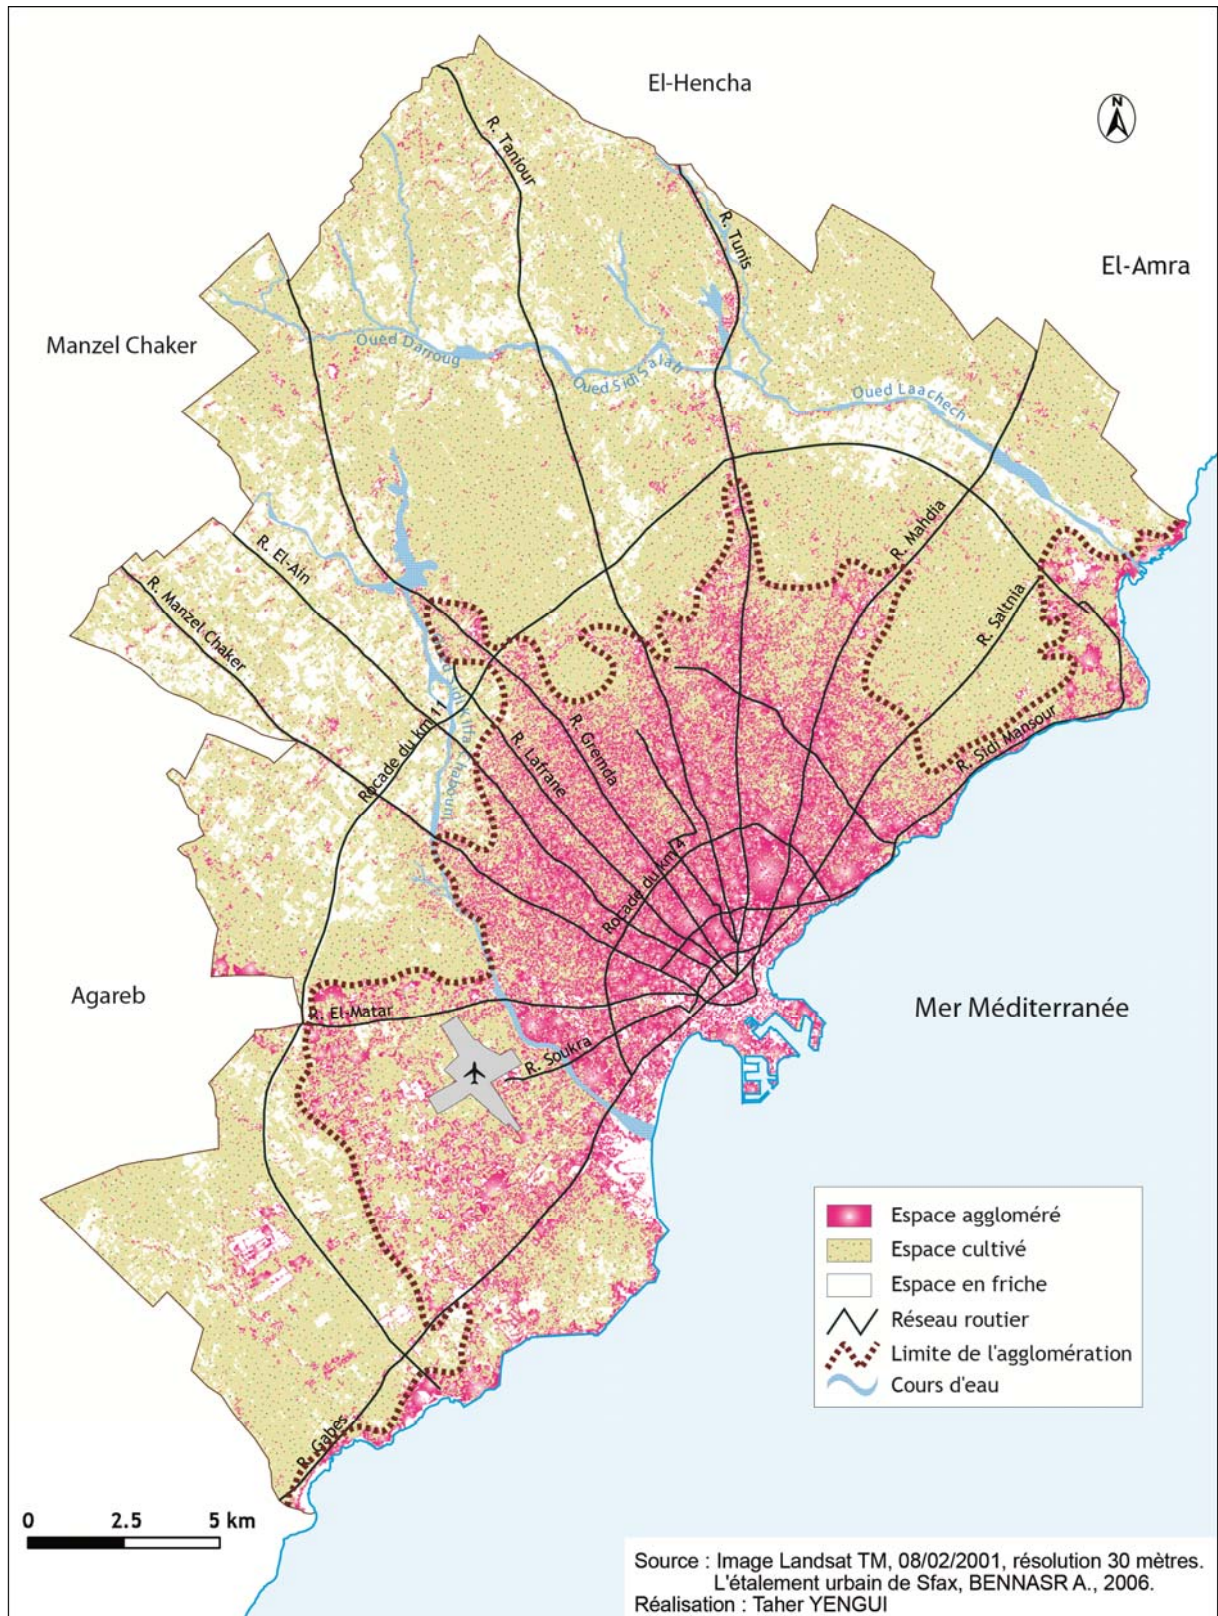 El-Hencha
N
R. Taniour
R. Tunis
El-Amra
Manzel Chaker
Oued Darroug
Oued Sidi Salah
Oued Laachech
R. El-Ain
R. Manzel Chaker
R. Mahdia
R. Saltnia
R. Sidi Mansour
Rocade du km 11
R. Lafrane
R. Gremda
Rocade du km 4
Agareb
R. El-Matar
R. Soukra
Mer Méditerranée
Espace aggloméré
Espace cultivé
Espace en friche
Réseau routier
Limite de l'agglomération
Cours d'eau
R. Gabes
0 2.5 5 km
Source : Image Landsat TM, 08/02/2001, résolution 30 mètres.
L'étalement urbain de Sfax, BENNASR A., 2006.
Réalisation : Taher YENGUI